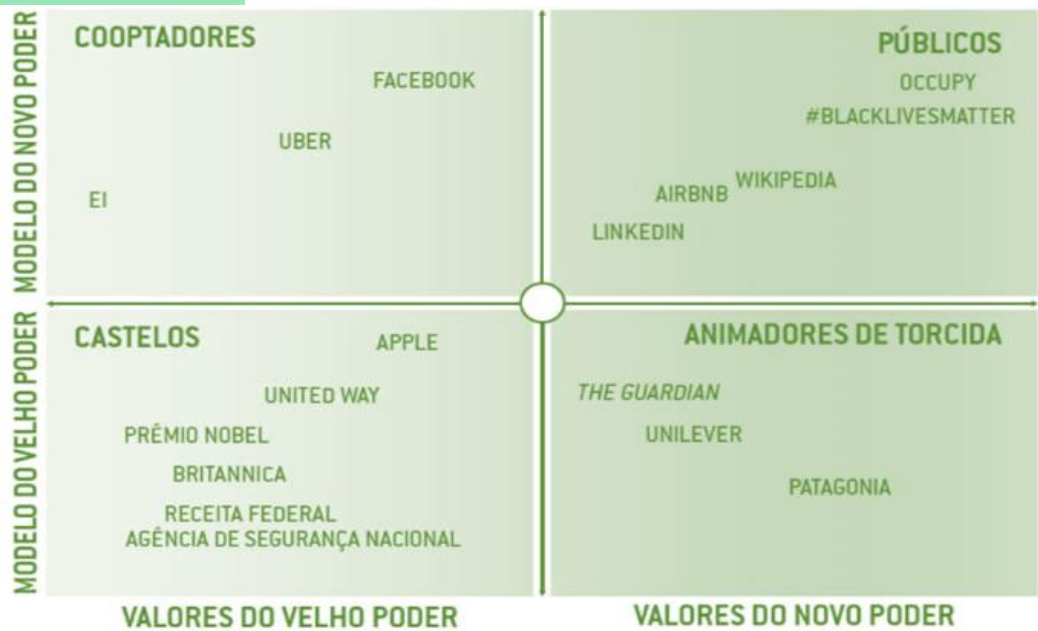 MODELO DO NOVO PODER
COOPTADORES
FACEBOOK
UBER
EI
PÚBLICOS
OCCUPY
#BLACKLIVESMATTER
WIKIPEDIA
AIRBNB
LINKEDIN
MODELO DO VELHO PODER
CASTELOS
APPLE
UNITED WAY
PRÊMIO NOBEL
BRITANNICA
RECEITA FEDERAL
AGÊNCIA DE SEGURANÇA NACIONAL
ANIMADORES DE TORCIDA
THE GUARDIAN
UNILEVER
PATAGONIA
VALORES DO VELHO PODER
VALORES DO NOVO PODER